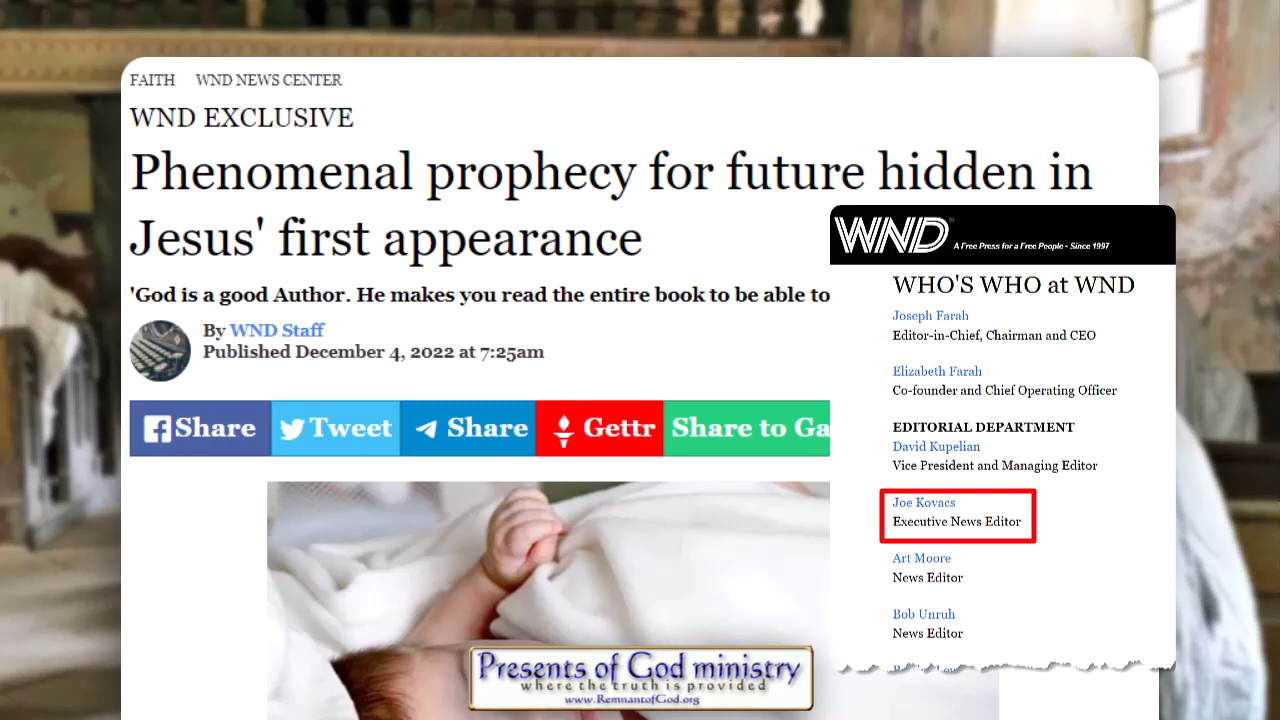 FAITH WND NEWS CENTER
WND EXCLUSIVE
Phenomenal prophecy for future hidden in
Jesus' first appearance
'God is a good Author. He makes you read the entire book to be able to
By WND Staff
Published December 4, 2022 at 7:25am
Share Tweet Share Gettr Share to Ga
WND® A Free Press for a Free People - Since 1997
WHO'S WHO at WND
Joseph Farah
Editor-in-Chief, Chairman and CEO
Elizabeth Farah
Co-founder and Chief Operating Officer
EDITORIAL DEPARTMENT
David Kupelian
Vice President and Managing Editor
Joe Kovacs
Executive News Editor
Art Moore
News Editor
Bob Unruh
News Editor
Presents of God ministry
where the truth is provided
www.RemnantofGod.org